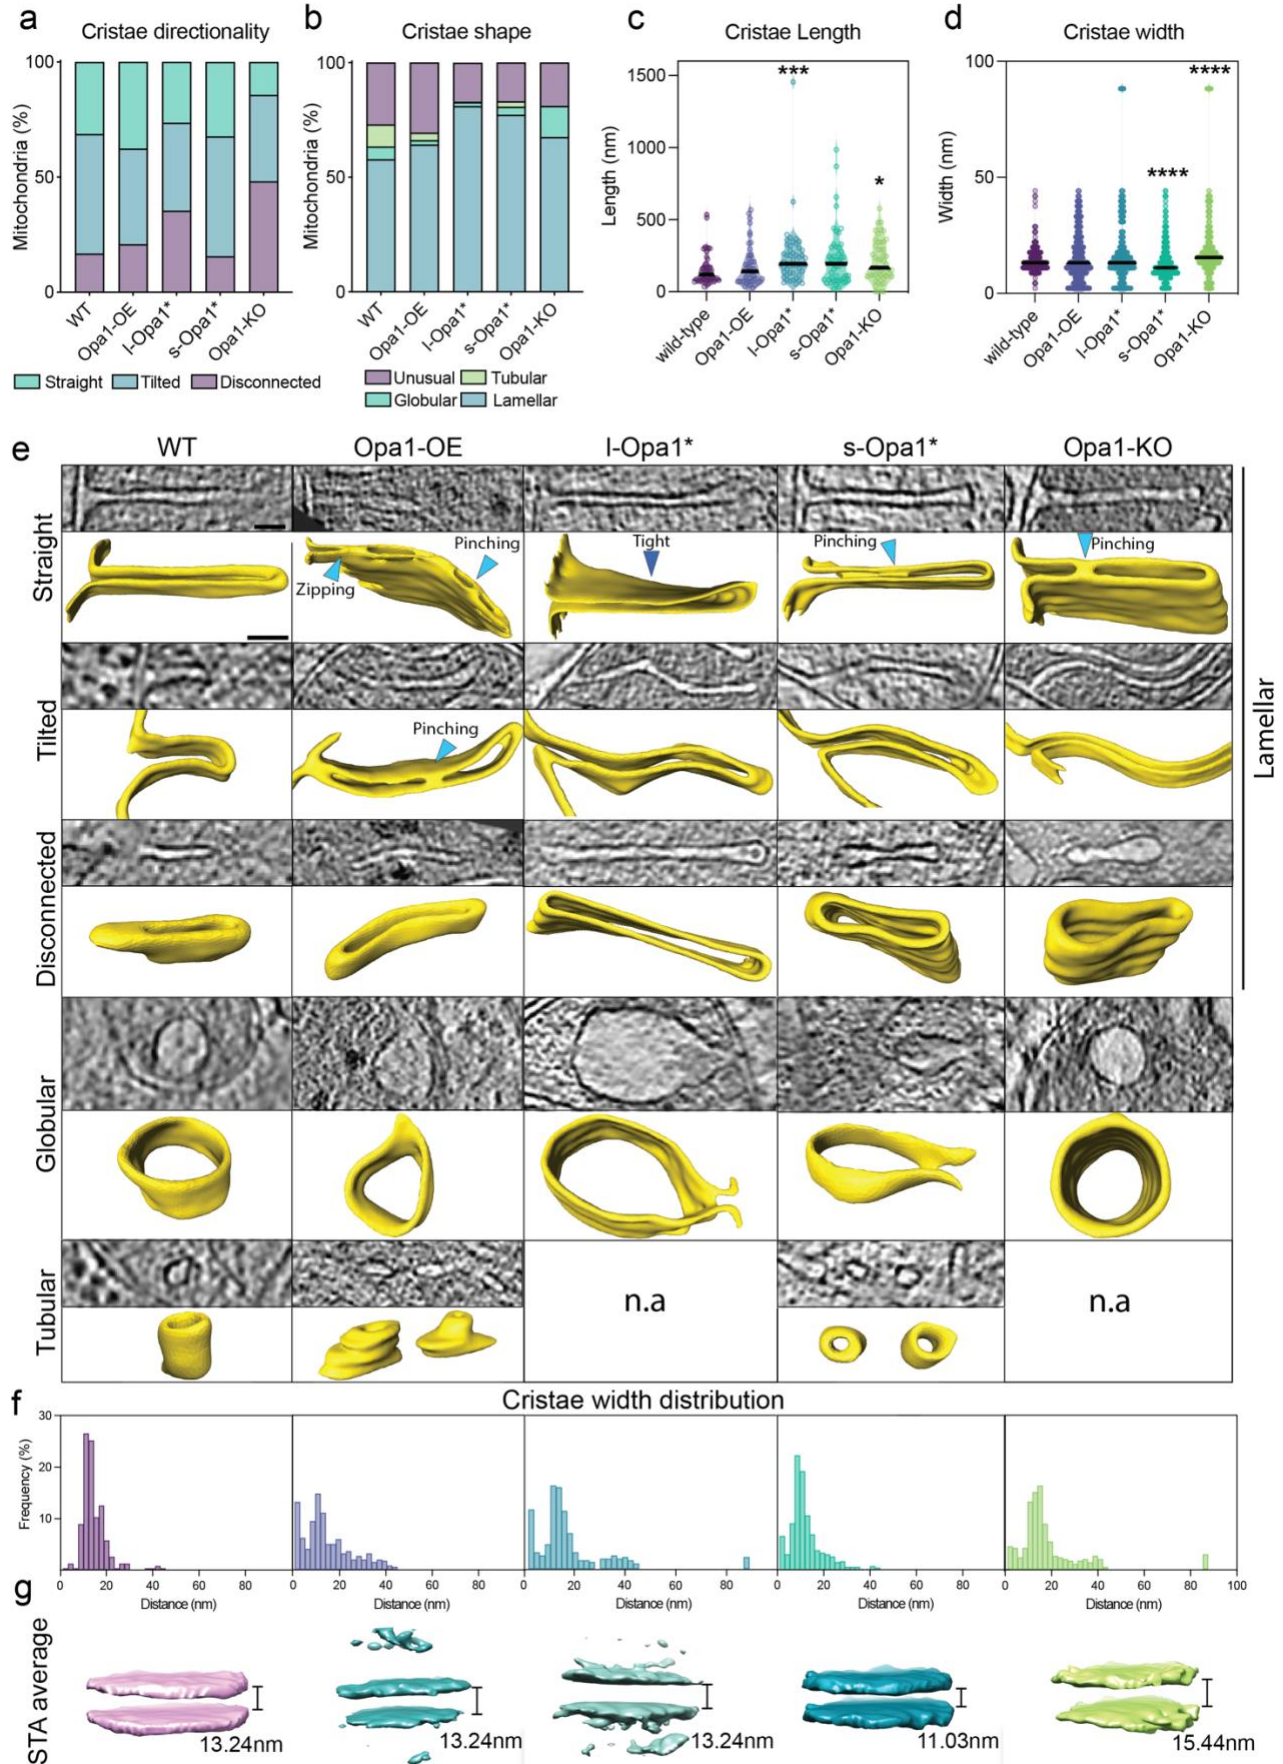 a
Cristae directionality
Mitochondria (%)
100
50
0
WT
Opa1-OE
l-Opa1*
s-Opa1*
Opa1-KO
Straight Tilted Disconnected
b
Cristae shape
Mitochondria (%)
100
50
0
WT
Opa1-OE
l-Opa1*
s-Opa1*
Opa1-KO
Unusual Tubular
Globular Lamellar
c
Cristae Length
Length (nm)
1500
1000
500
0
***
*
wild-type
Opa1-OE
l-Opa1*
s-Opa1*
Opa1-KO
d
Cristae width
Width (nm)
100
50
0
****
****
wild-type
Opa1-OE
l-Opa1*
s-Opa1*
Opa1-KO
e
WT Opa1-OE l-Opa1* s-Opa1* Opa1-KO
Straight
Zipping
Pinching
Tight
Pinching
Pinching
Tilted
Pinching
Disconnected
Lamellar
Globular
Tubular
n.a
n.a
f
Cristae width distribution
Frequency (%)
30
20
10
0 20 40 60 80
0 20 40 60 80
0 20 40 60 80
0 20 40 60 80
0 20 40 60 80 100
Distance (nm) Distance (nm) Distance (nm) Distance (nm) Distance (nm)
g
STA average
13.24nm
13.24nm
13.24nm
11.03nm
15.44nm